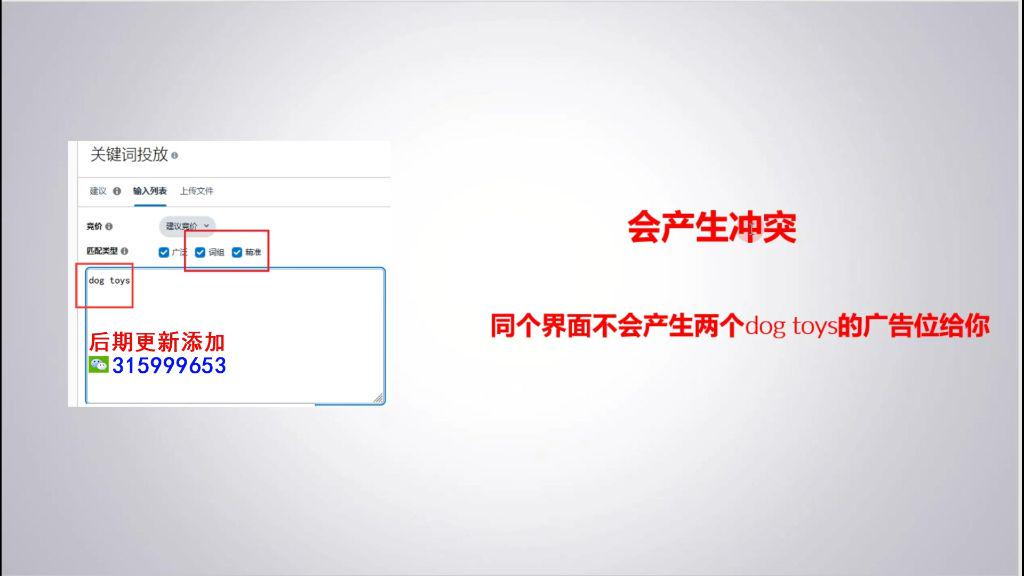 关键词投放
建议 输入列表 上传文件
竞价 建议竞价
匹配类型 广泛 词组 精准
dog toys
后期更新添加
315999653
会产生冲突
同个界面不会产生两个dog toys的广告位给你